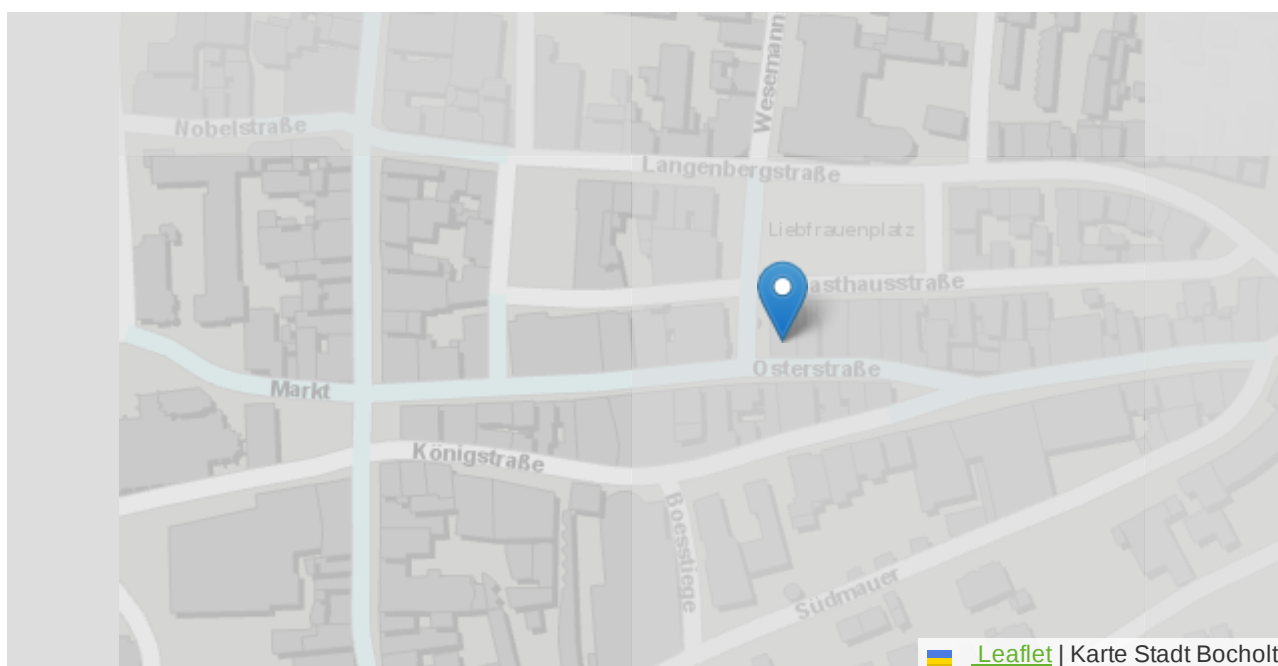 Wesemann
Nobelstraße
Langenbergstraße
Liebfrauenplatz
asthausstraße
Osterstraße
Markt
Königstraße
Boesstiege
Südmauer
Leaflet | Karte Stadt Bocholt